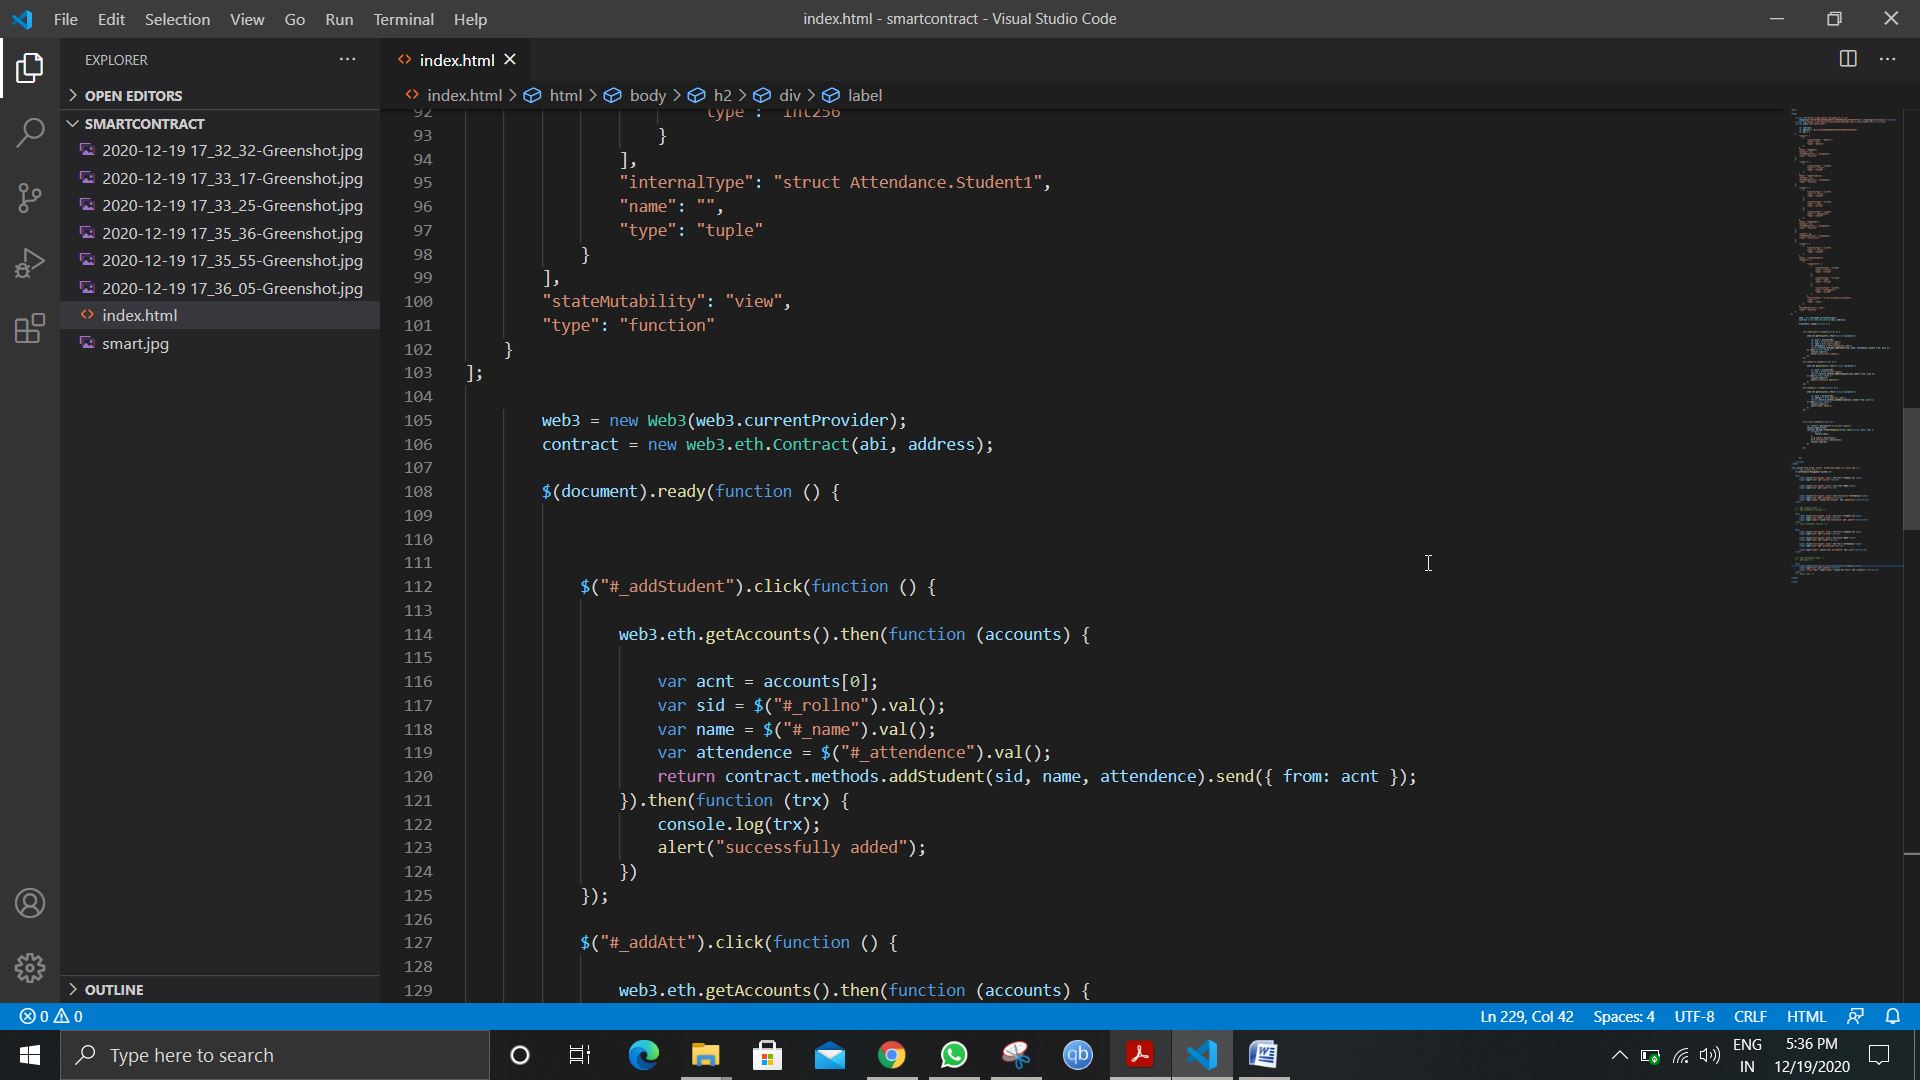 File Edit Selection View Go Run Terminal Help
index.html - smartcontract - Visual Studio Code
EXPLORER
OPEN EDITORS
SMARTCONTRACT
2020-12-19 17_32_32-Greenshot.jpg
2020-12-19 17_33_17-Greenshot.jpg
2020-12-19 17_33_25-Greenshot.jpg
2020-12-19 17_35_36-Greenshot.jpg
2020-12-19 17_35_55-Greenshot.jpg
2020-12-19 17_36_05-Greenshot.jpg
index.html
smart.jpg
OUTLINE
index.html
index.html > html > body > h2 > div > label
92 "type": "int256"
93 }
94 ],
95 "internalType": "struct Attendance.Student1",
96 "name": "",
97 "type": "tuple"
98 }
99 ],
100 "stateMutability": "view",
101 "type": "function"
102 }
103 ];
104
105 web3 = new Web3(web3.currentProvider);
106 contract = new web3.eth.Contract(abi, address);
107
108 $(document).ready(function () {
109
110
111
112 $("#_addStudent").click(function () {
113
114 web3.eth.getAccounts().then(function (accounts) {
115
116 var acnt = accounts[0];
117 var sid = $("#_rollno").val();
118 var name = $("#_name").val();
119 var attendence = $("#_attendence").val();
120 return contract.methods.addStudent(sid, name, attendence).send({ from: acnt });
121 }).then(function (trx) {
122 console.log(trx);
123 alert("successfully added");
124 })
125 });
126
127 $("#_addAtt").click(function () {
128
129 web3.eth.getAccounts().then(function (accounts) {
0 0
Ln 229, Col 42 Spaces: 4 UTF-8 CRLF HTML
Type here to search
qb
ENG
IN
5:36 PM
12/19/2020